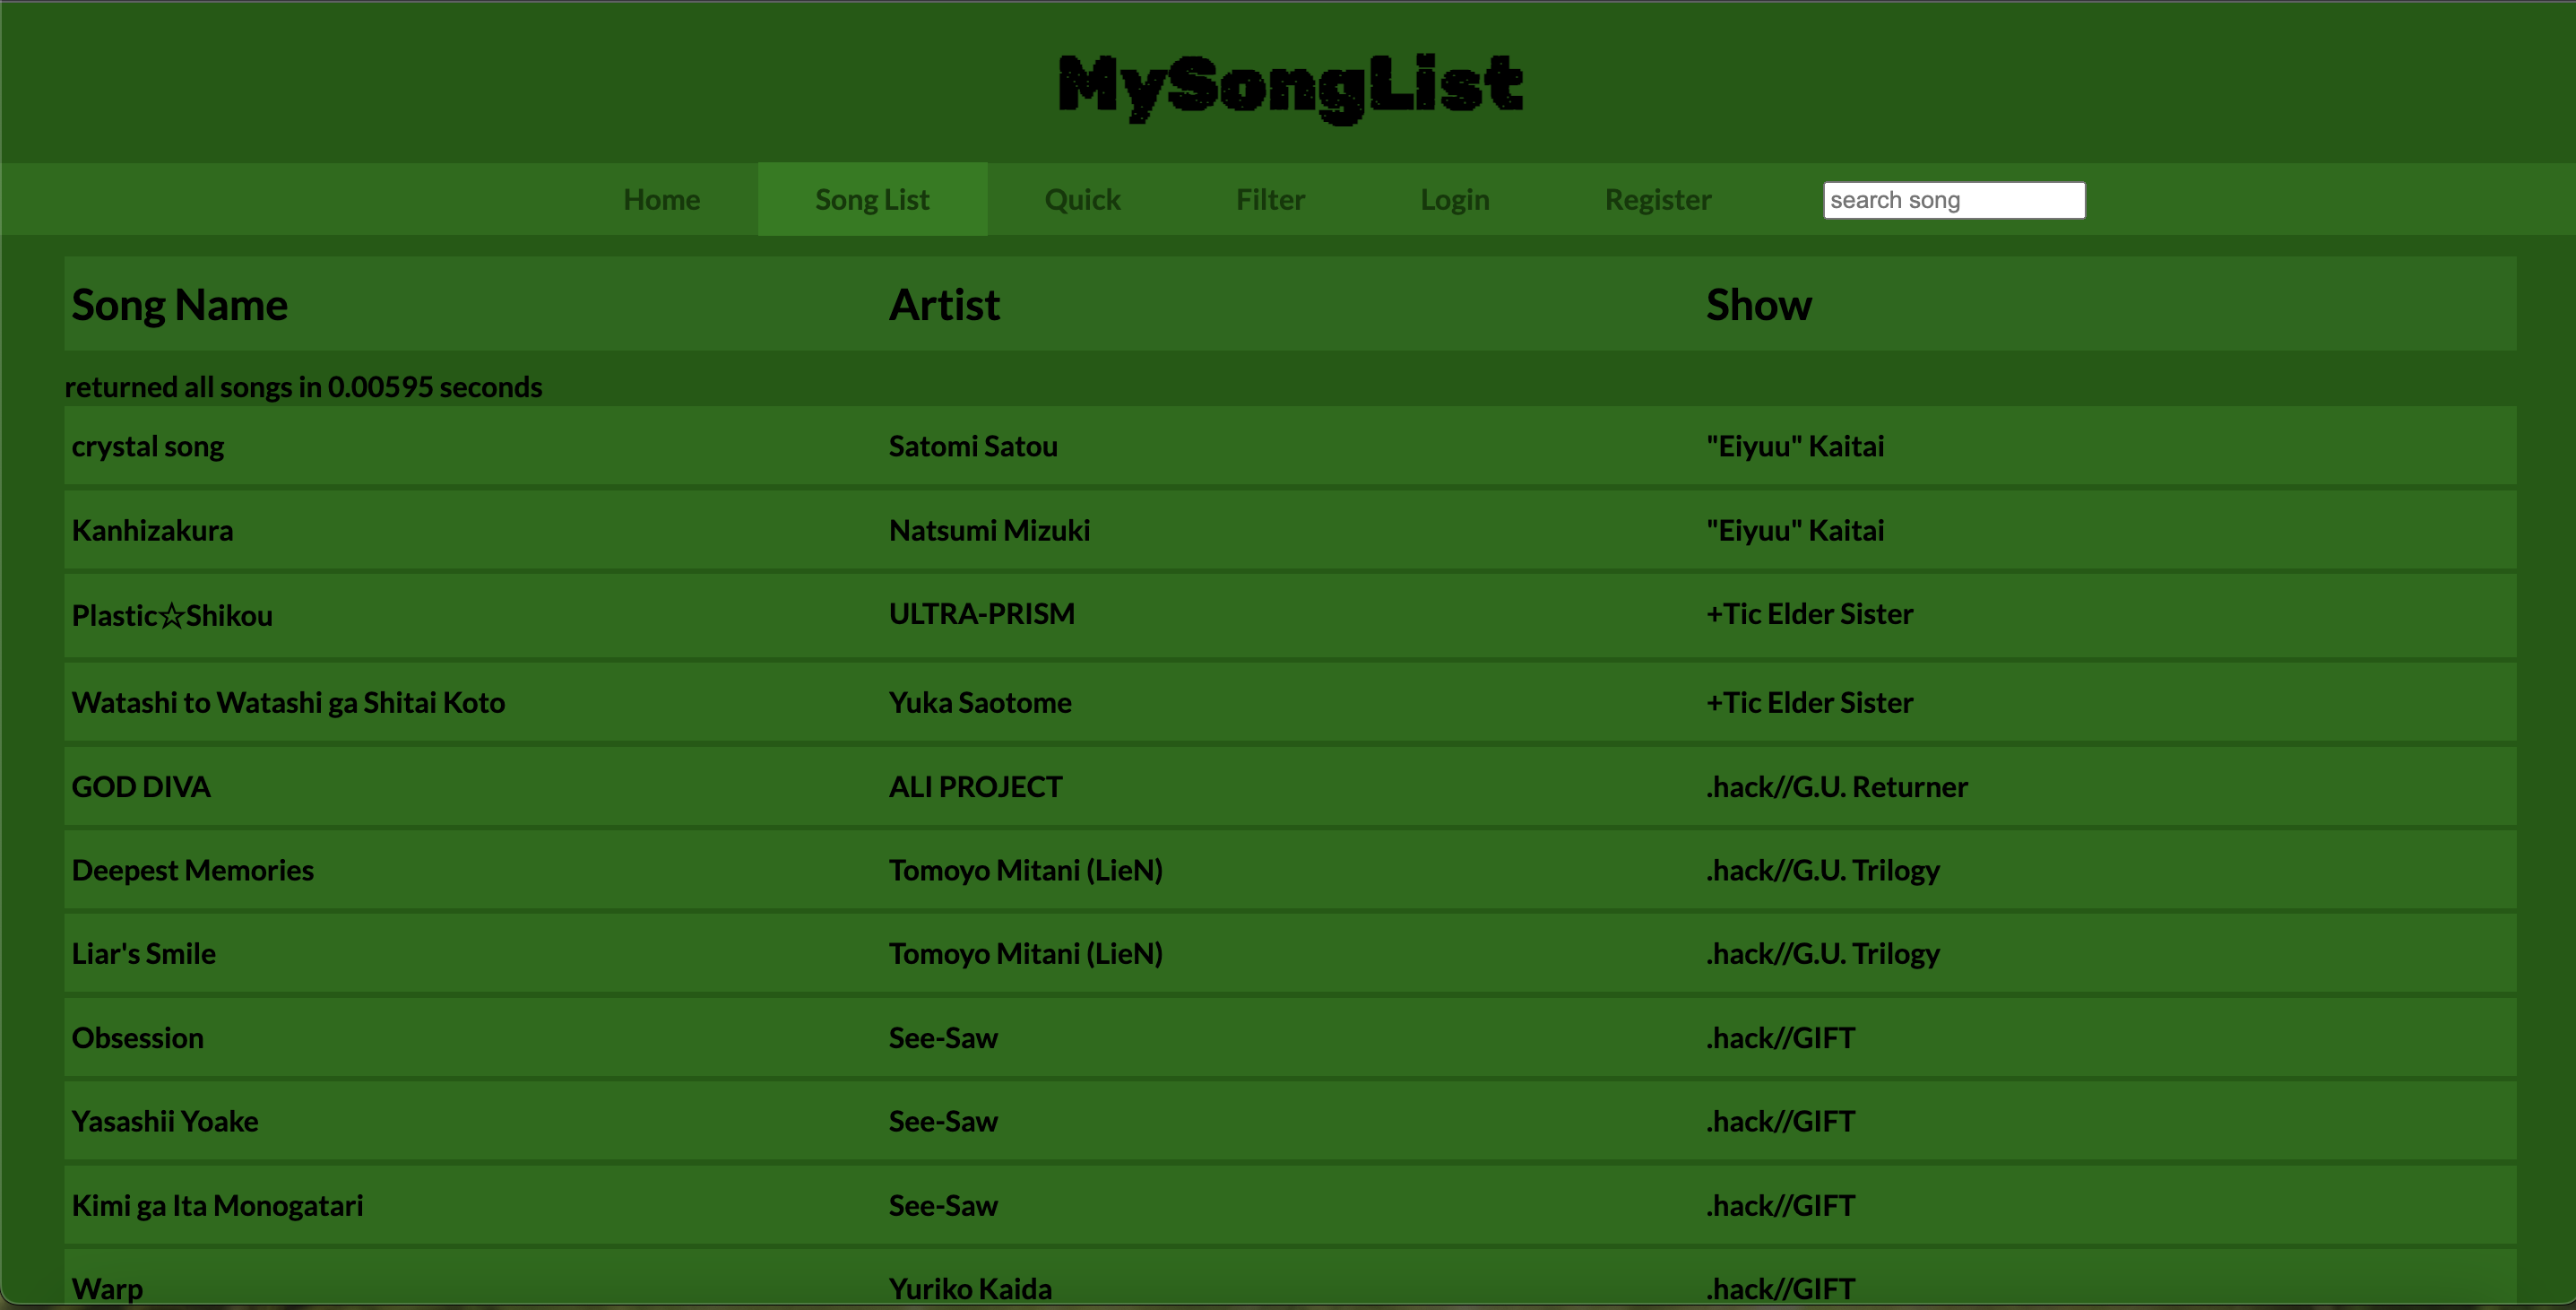 MySongList
Home Song List Quick Filter Login Register search song
Song Name Artist Show
returned all songs in 0.00595 seconds
crystal song Satomi Satou "Eiyuu" Kaitai
Kanhizakura Natsumi Mizuki "Eiyuu" Kaitai
Plastic☆Shikou ULTRA-PRISM +Tic Elder Sister
Watashi to Watashi ga Shitai Koto Yuka Saotome +Tic Elder Sister
GOD DIVA ALI PROJECT .hack//G.U. Returner
Deepest Memories Tomoyo Mitani (LieN) .hack//G.U. Trilogy
Liar's Smile Tomoyo Mitani (LieN) .hack//G.U. Trilogy
Obsession See-Saw .hack//GIFT
Yasashii Yoake See-Saw .hack//GIFT
Kimi ga Ita Monogatari See-Saw .hack//GIFT
Warp Yuriko Kaida .hack//GIFT